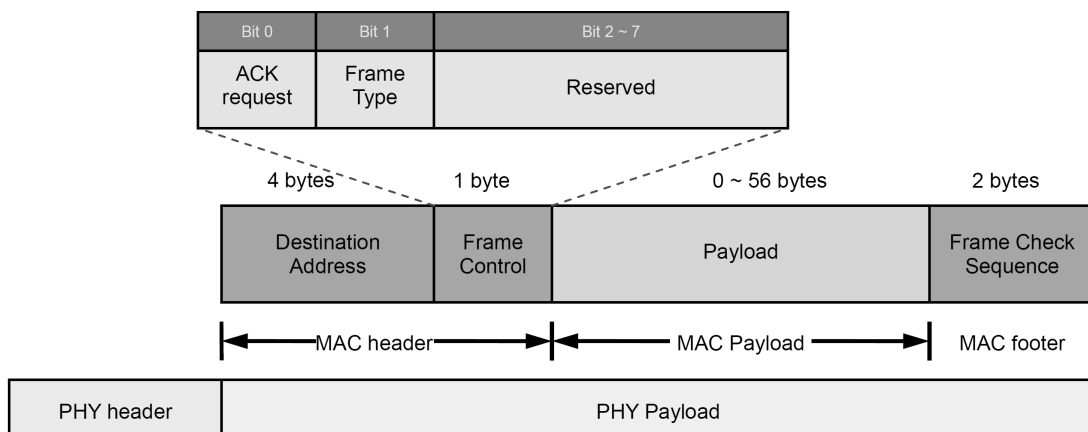 Bit 0 Bit 1 Bit 2 ~ 7
ACK request Frame Type Reserved
4 bytes 1 byte 0 ~ 56 bytes 2 bytes
Destination Address Frame Control Payload Frame Check Sequence
MAC header MAC Payload MAC footer
PHY header PHY Payload